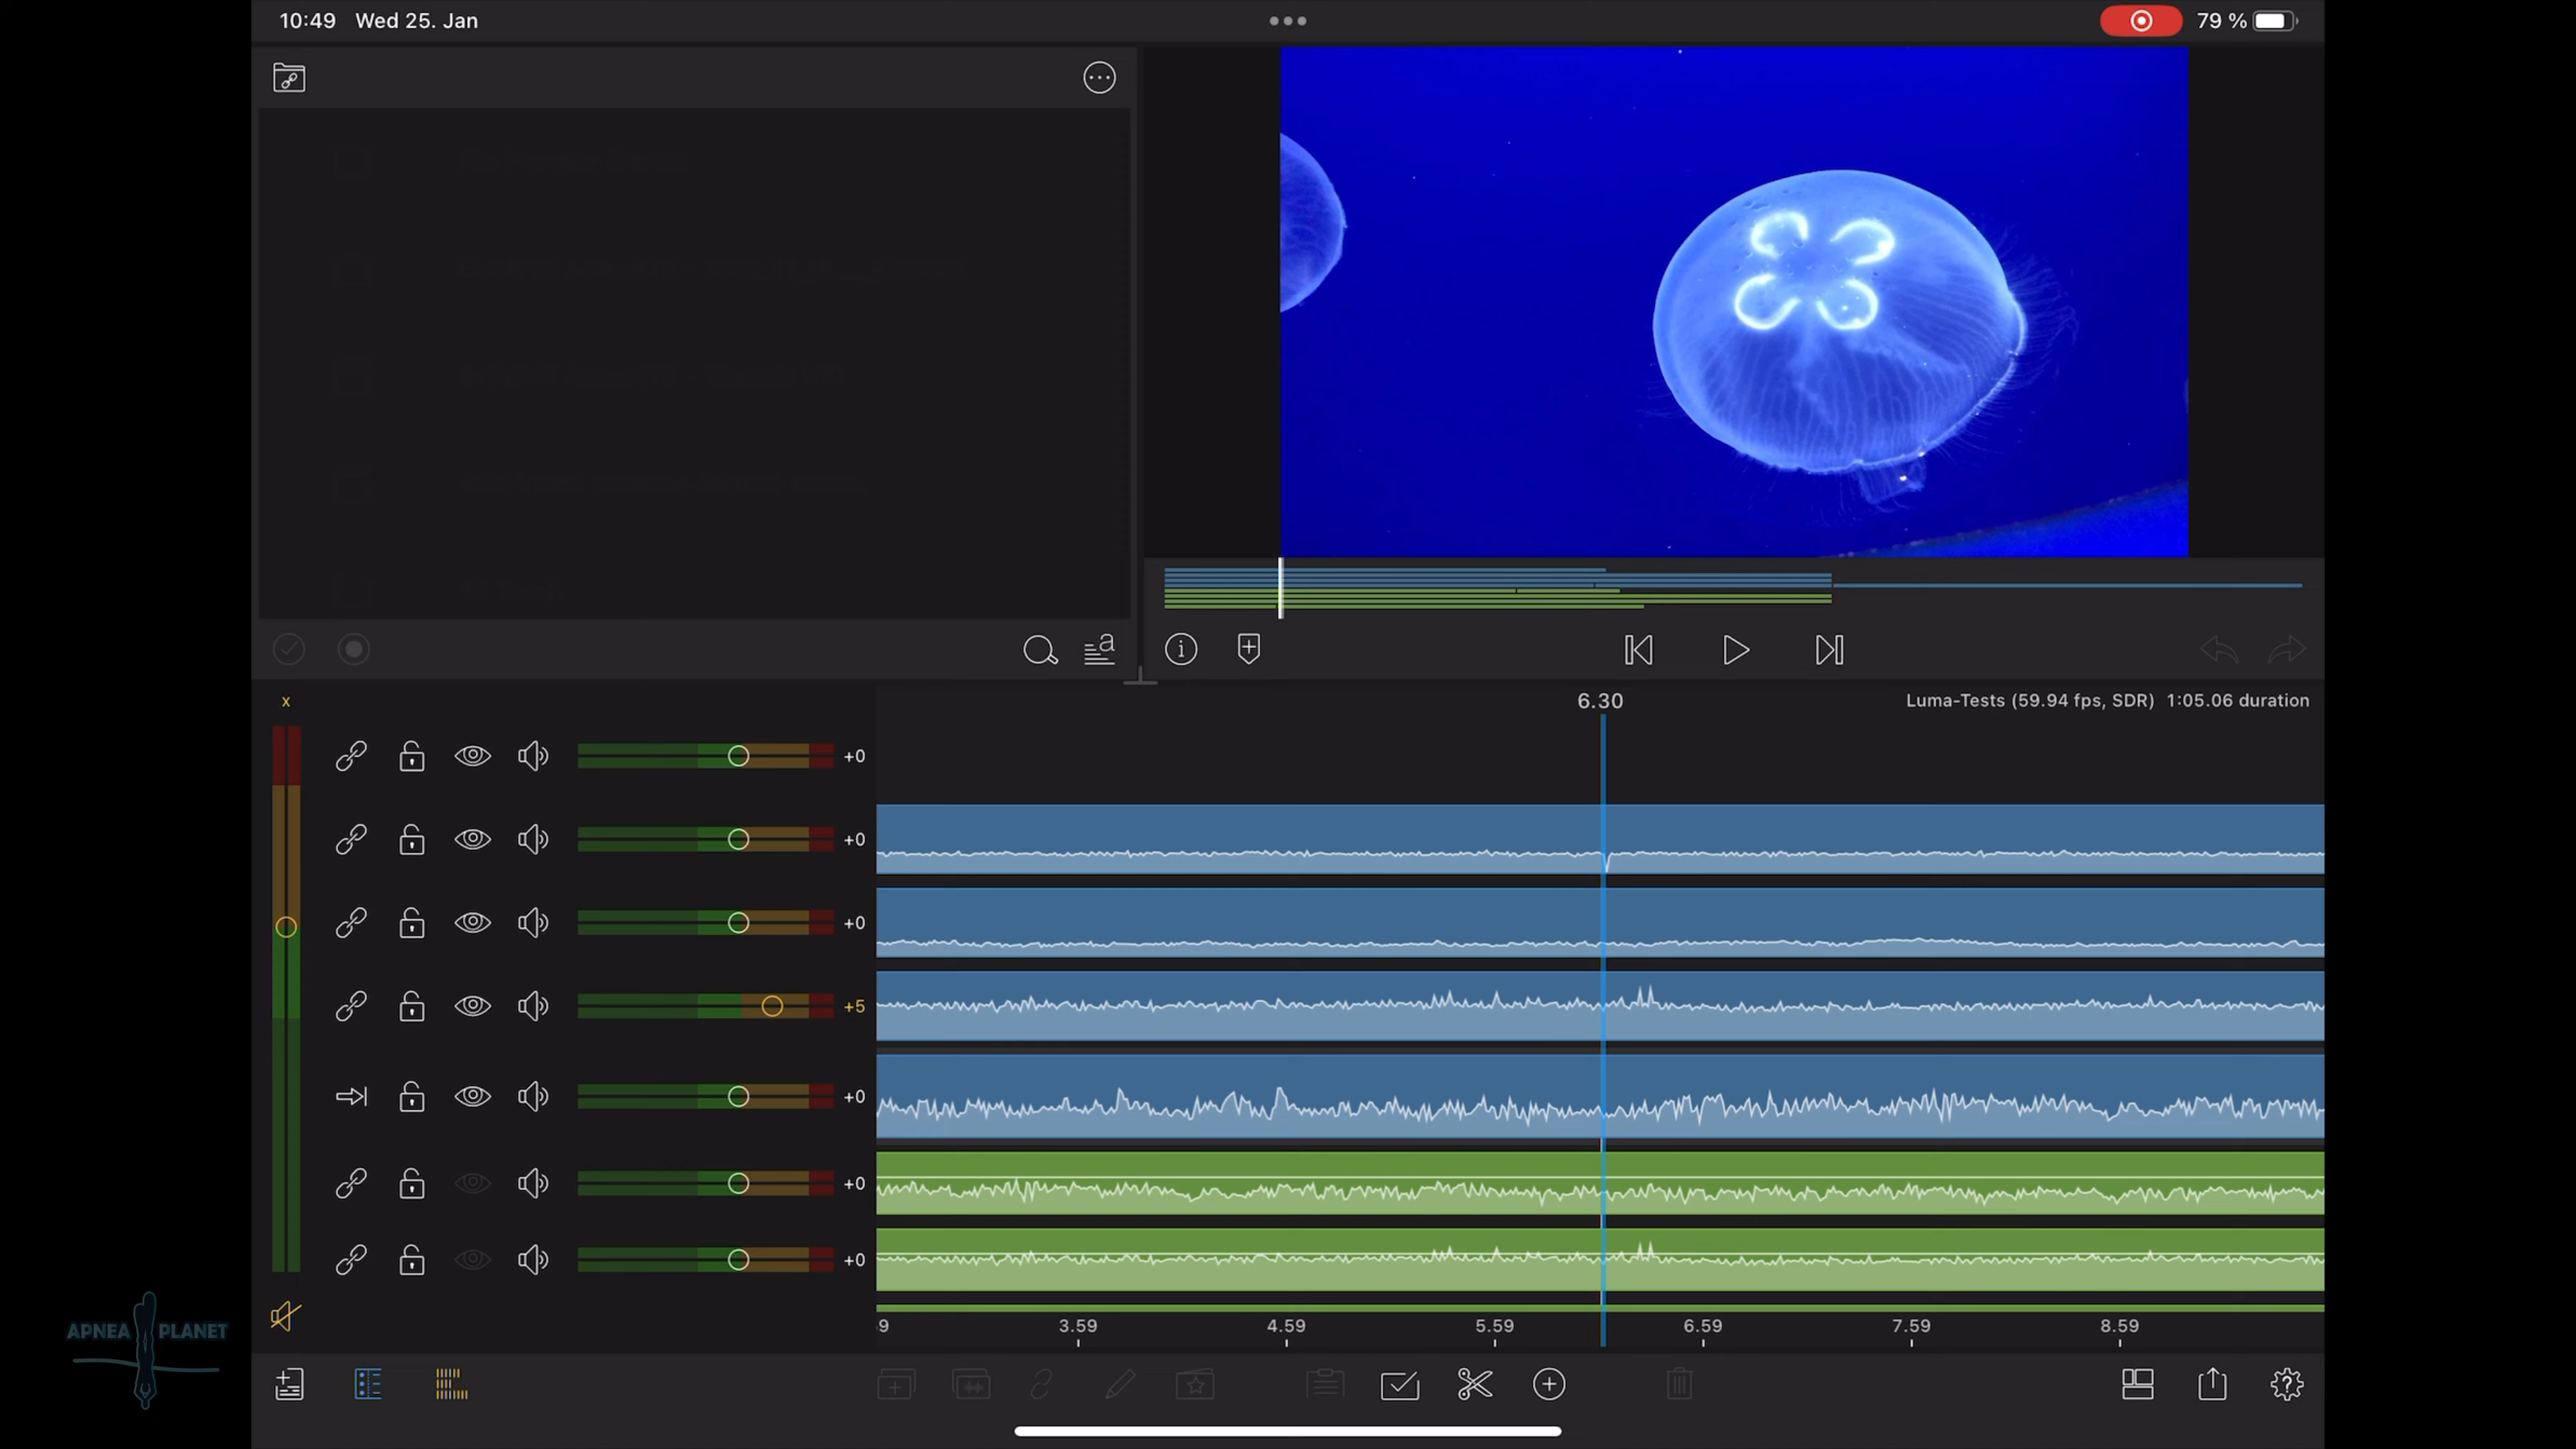 10:49 Wed 25. Jan
79 %
a
6.30
Luma-Tests (59.94 fps, SDR) 1:05.06 duration
x
+0
+0
+0
+5
+0
+0
+0
9 3.59 4.59 5.59 6.59 7.59 8.59
APNEA PLANET